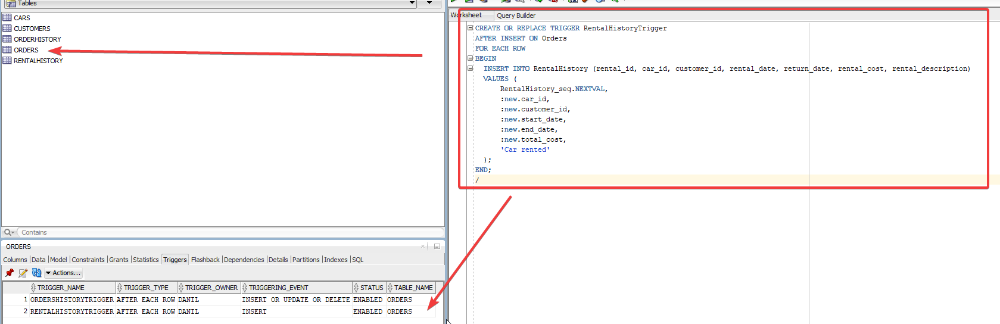 Tables
CARS
CUSTOMERS
ORDERHISTORY
ORDERS
RENTALHISTORY
Contains
ORDERS
Columns Data Model Constraints Grants Statistics Triggers Flashback Dependencies Details Partitions Indexes SQL
Actions...
TRIGGER_NAME TRIGGER_TYPE TRIGGER_OWNER TRIGGERING_EVENT STATUS TABLE_NAME
1 ORDERSHISTORYTRIGGER AFTER EACH ROW DANIL INSERT OR UPDATE OR DELETE ENABLED ORDERS
2 RENTALHISTORYTRIGGER AFTER EACH ROW DANIL INSERT ENABLED ORDERS
Worksheet Query Builder
CREATE OR REPLACE TRIGGER RentalHistoryTrigger
AFTER INSERT ON Orders
FOR EACH ROW
BEGIN
INSERT INTO RentalHistory (rental_id, car_id, customer_id, rental_date, return_date, rental_cost, rental_description)
VALUES (
RentalHistory_seq.NEXTVAL,
:new.car_id,
:new.customer_id,
:new.start_date,
:new.end_date,
:new.total_cost,
'Car rented'
);
END;
/